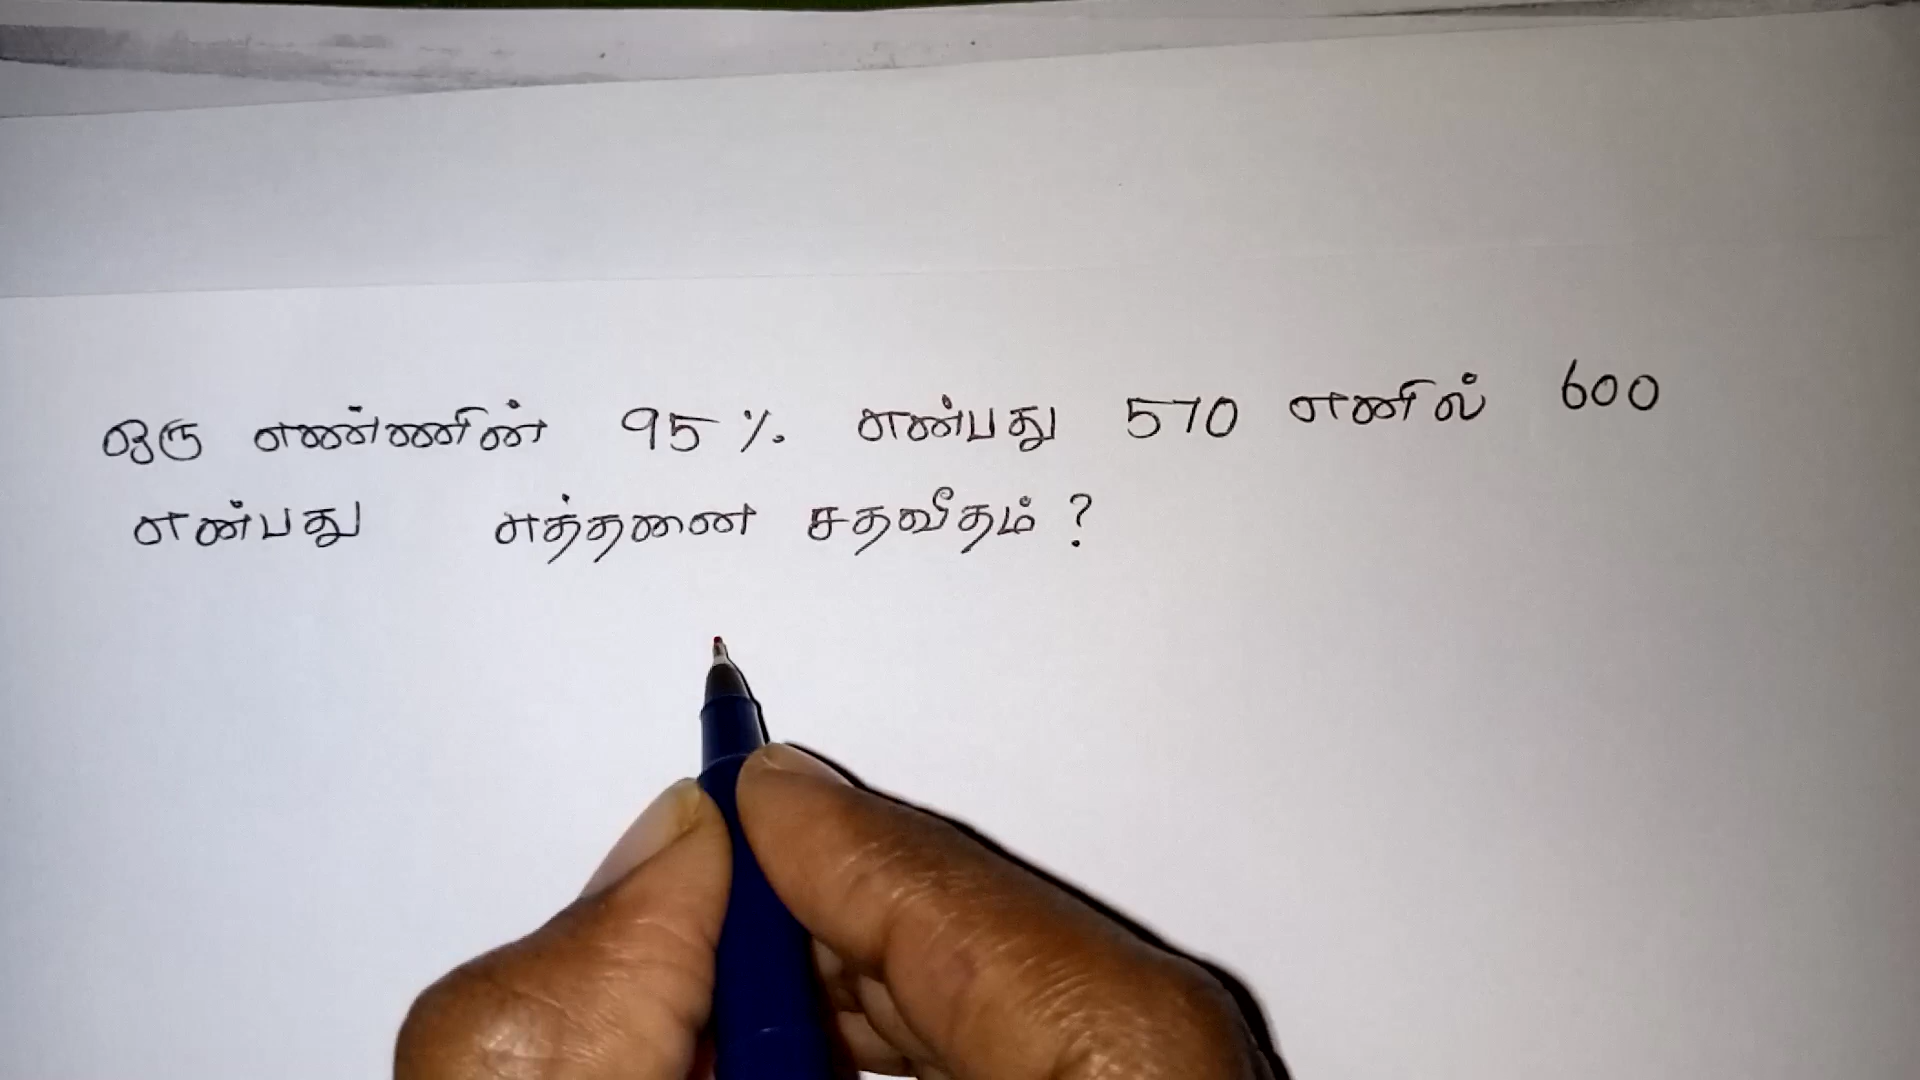 ஒரு எண்ணின் 95 % என்பது 570 எனில் 600
என்பது எத்தனை சதவீதம் ?